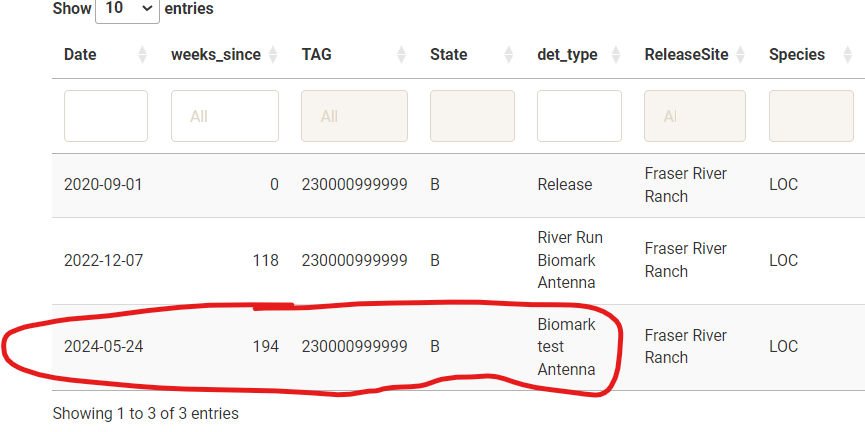 Show 10 entries
Date weeks_since TAG State det_type ReleaseSite Species
All All Al
2020-09-01 0 230000999999 B Release Fraser River Ranch LOC
2022-12-07 118 230000999999 B River Run Biomark Antenna Fraser River Ranch LOC
2024-05-24 194 230000999999 B Biomark test Antenna Fraser River Ranch LOC
Showing 1 to 3 of 3 entries